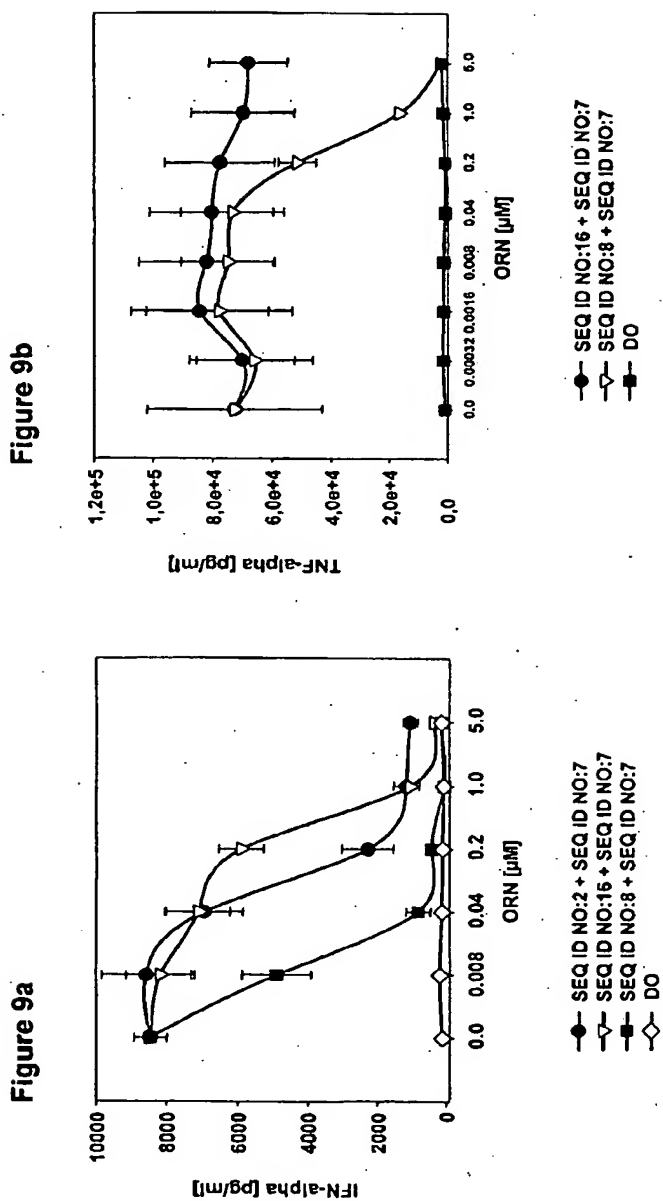 Figure 9a
IFN-alpha [pg/ml]
10000
8000
6000
4000
2000
0
0.0 0.008 0.04 0.2 1.0 5.0
ORN [µM]
SEQ ID NO:2 + SEQ ID NO:7
SEQ ID NO:16 + SEQ ID NO:7
SEQ ID NO:8 + SEQ ID NO:7
DO
Figure 9b
TNF-alpha [pg/ml]
1,2e+5
1,0e+5
8,0e+4
6,0e+4
4,0e+4
2,0e+4
0,0
0.0 0.00032 0.0016 0.008 0.04 0.2 1.0 5.0
ORN [µM]
SEQ ID NO:16 + SEQ ID NO:7
SEQ ID NO:8 + SEQ ID NO:7
DO